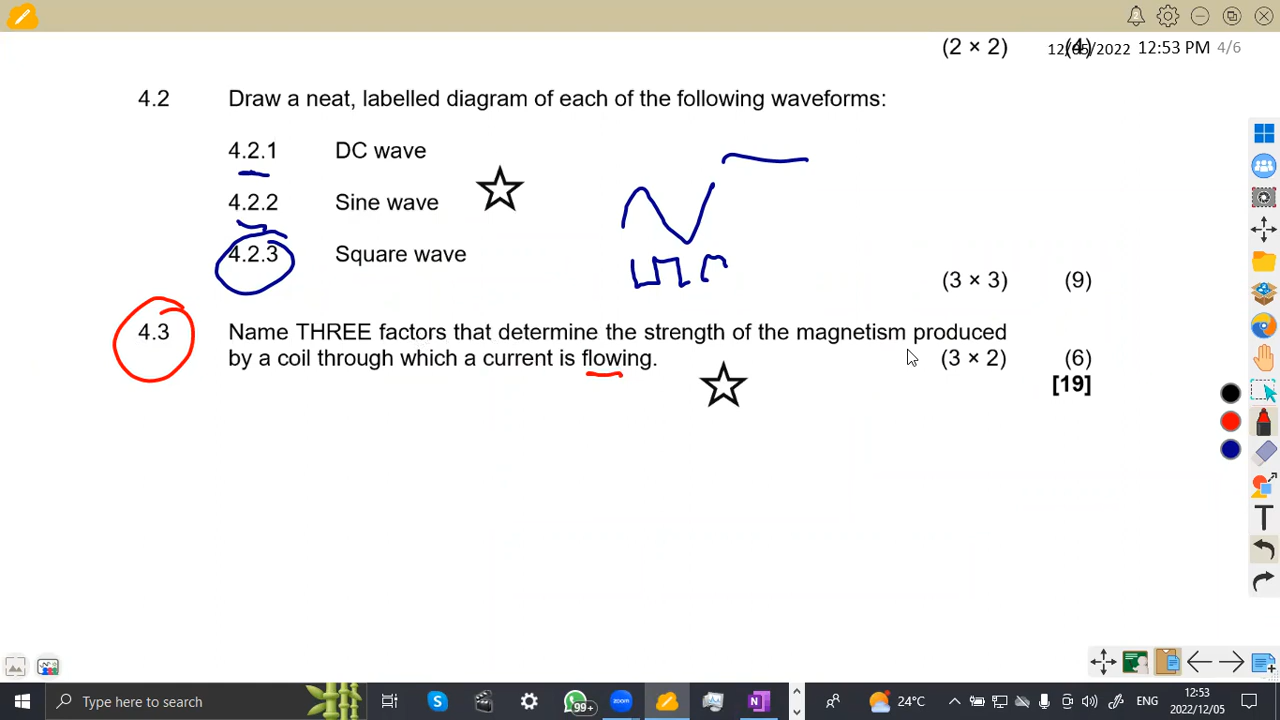 (2 × 2) (4)
12/05/2022 12:53 PM 4/6
4.2 Draw a neat, labelled diagram of each of the following waveforms:
4.2.1 DC wave
4.2.2 Sine wave
4.2.3 Square wave
(3 × 3) (9)
4.3 Name THREE factors that determine the strength of the magnetism produced
by a coil through which a current is flowing. (3 × 2) (6)
[19]
Type here to search
99+
24°C
ENG
12:53
2022/12/05